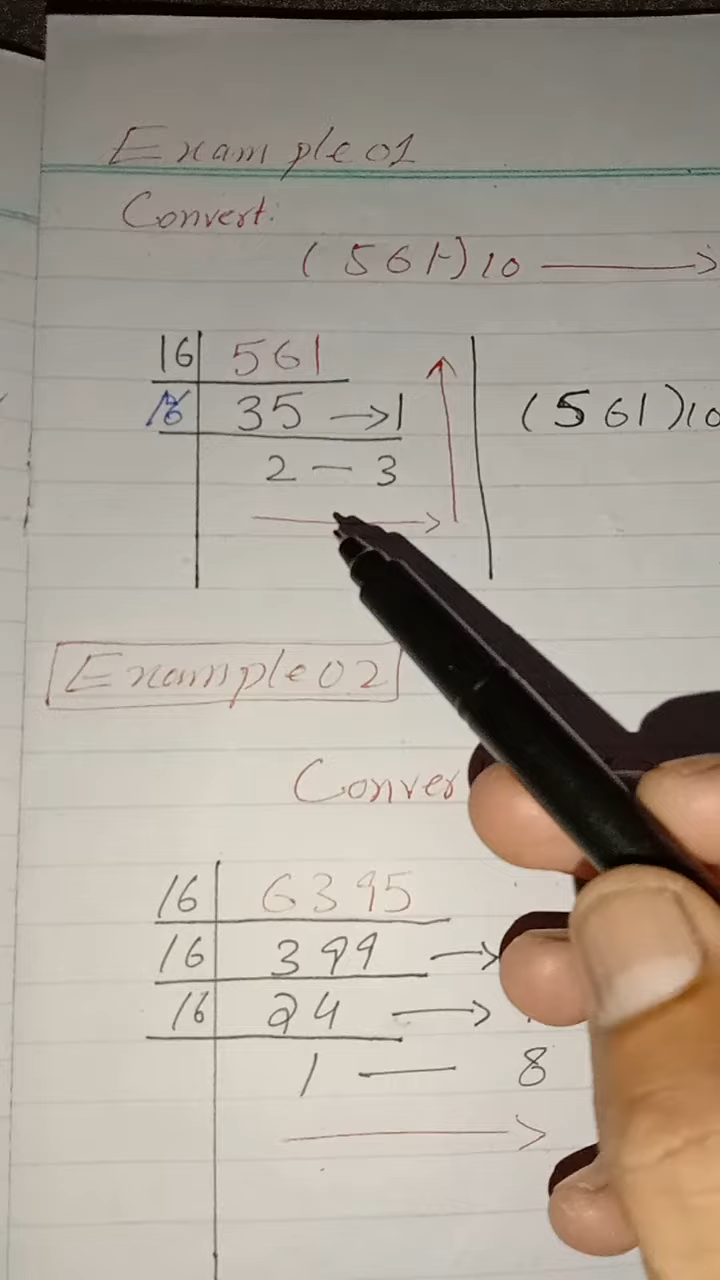 Example 01
Convert:
(561)10 →
16 561
16 35 → 1
2 — 3
(561)10
Example 02
Conver
16 6395
16 399 →
16 24 →
1 — 8